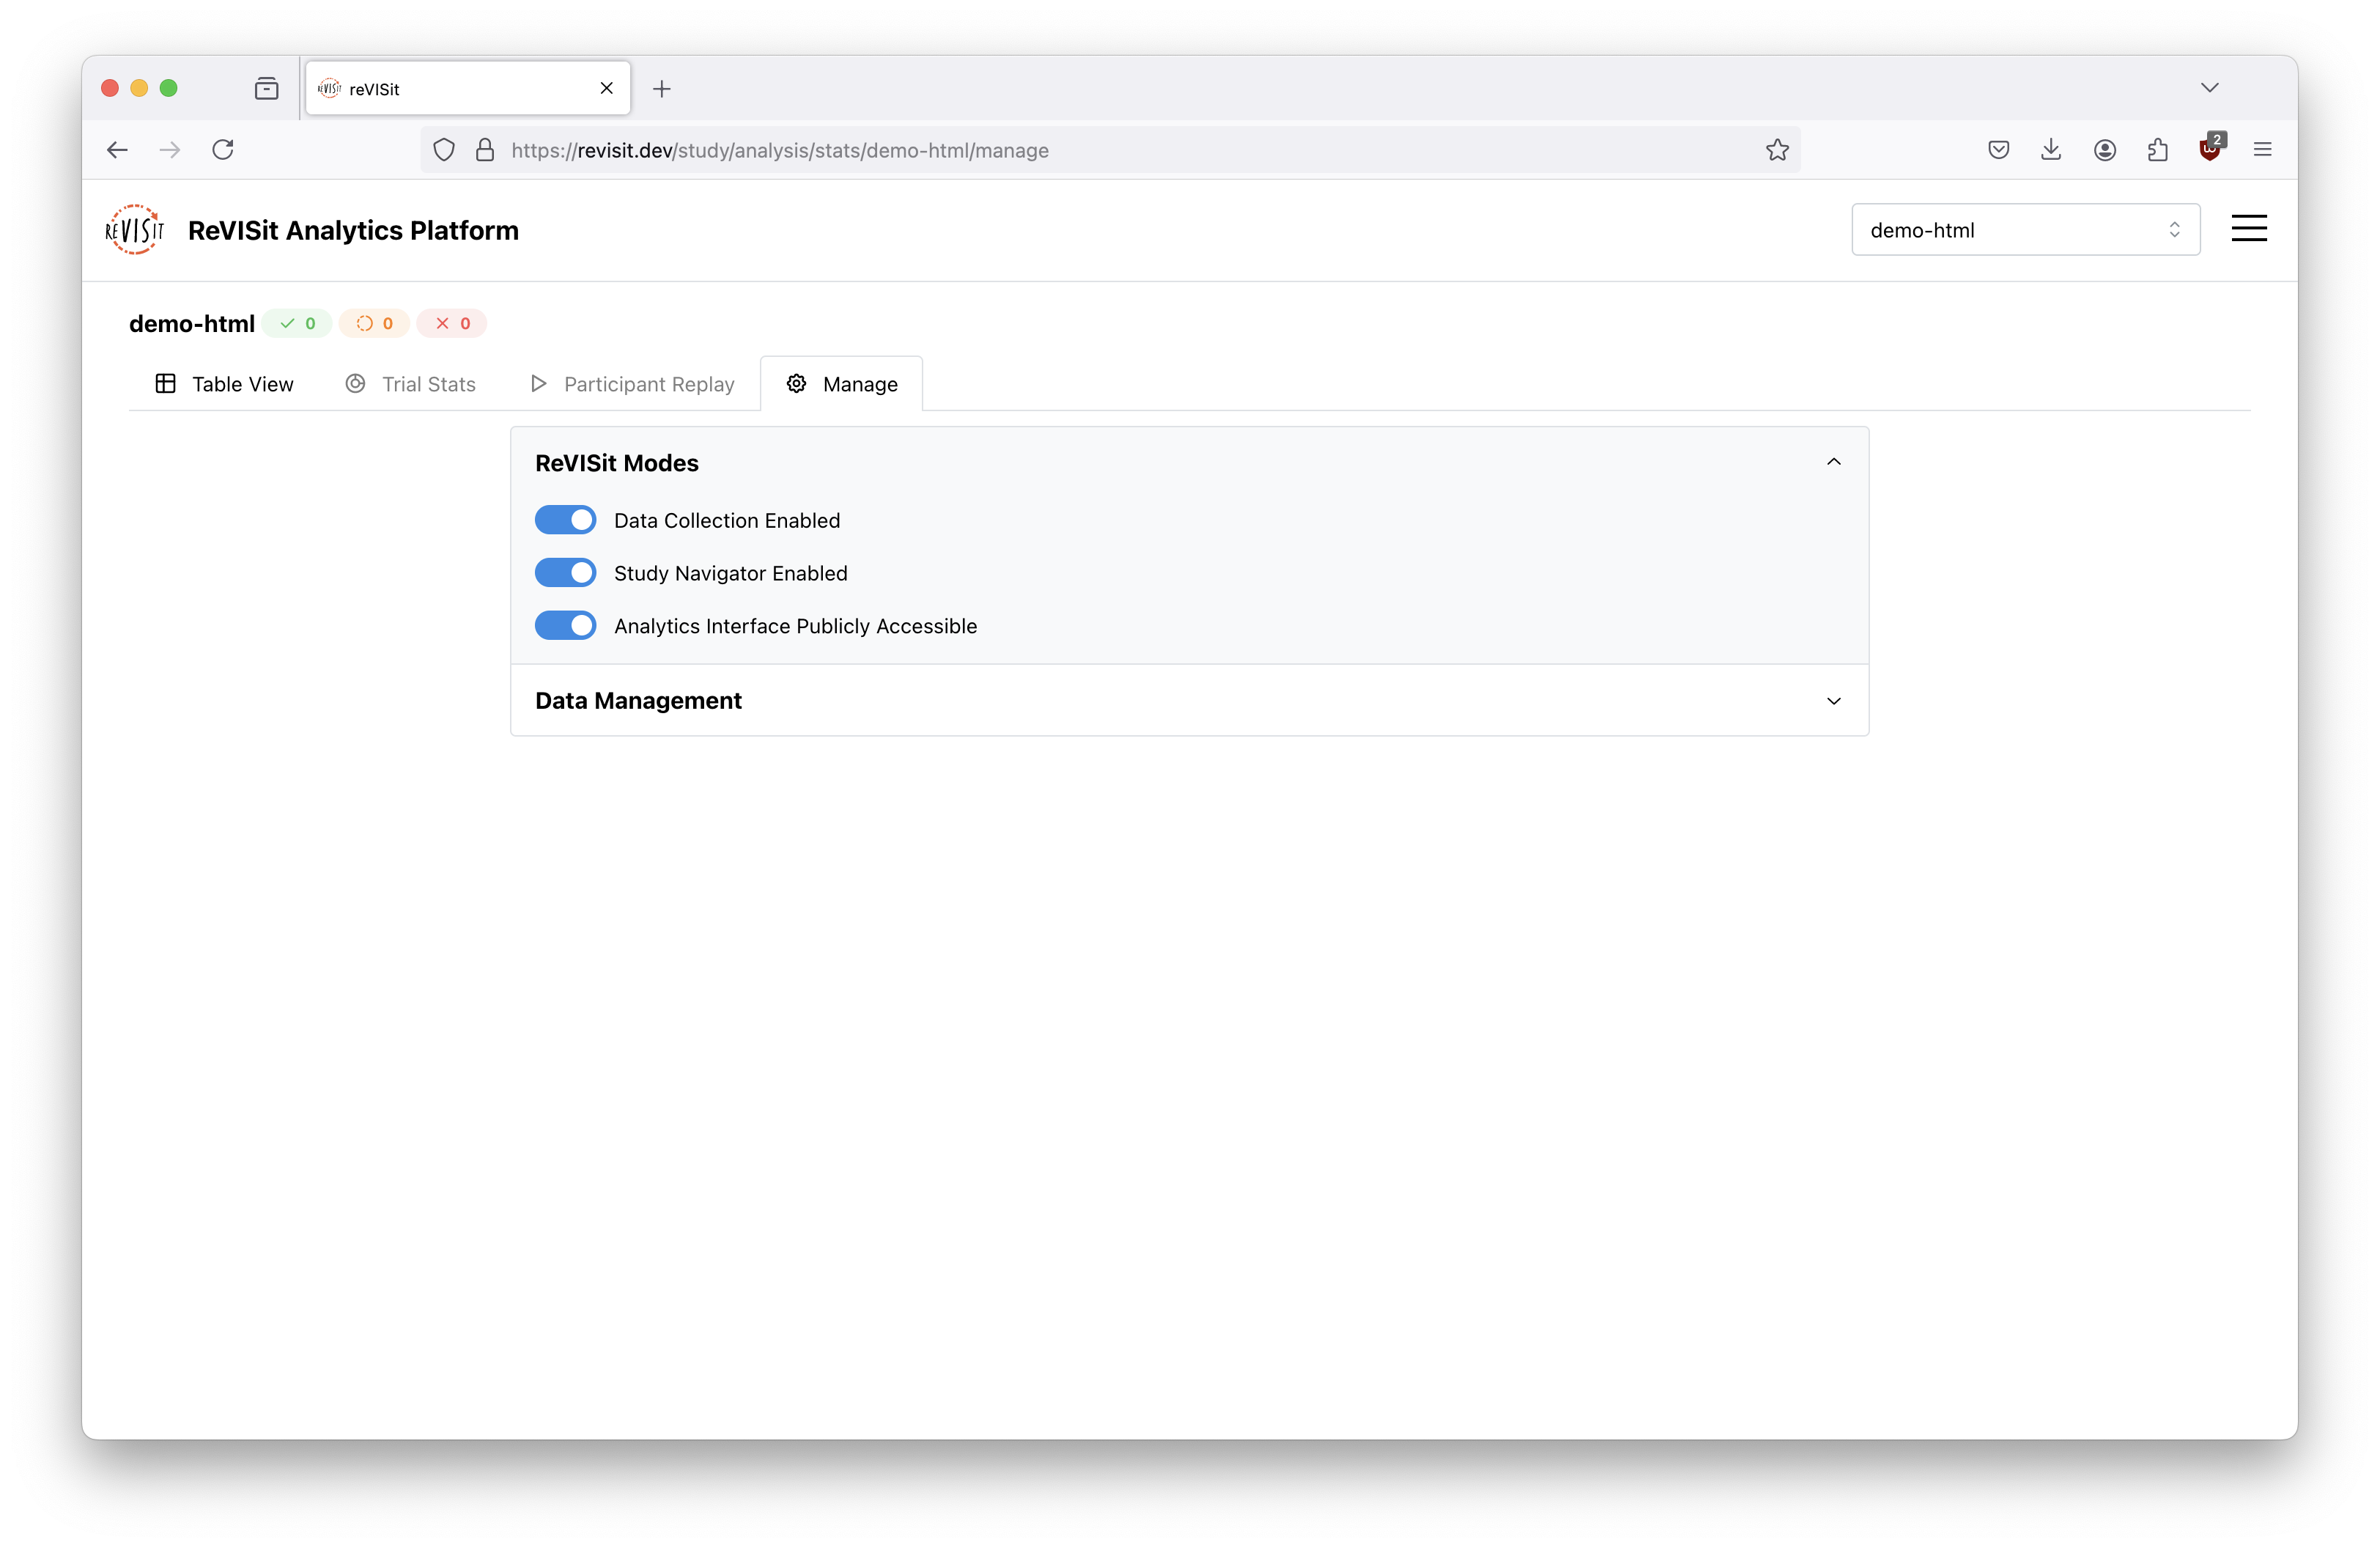 reVISit
https://revisit.dev/study/analysis/stats/demo-html/manage
2
REVISIT
ReVISit Analytics Platform
demo-html
demo-html 0 0 0
Table View Trial Stats Participant Replay Manage
ReVISit Modes
Data Collection Enabled
Study Navigator Enabled
Analytics Interface Publicly Accessible
Data Management